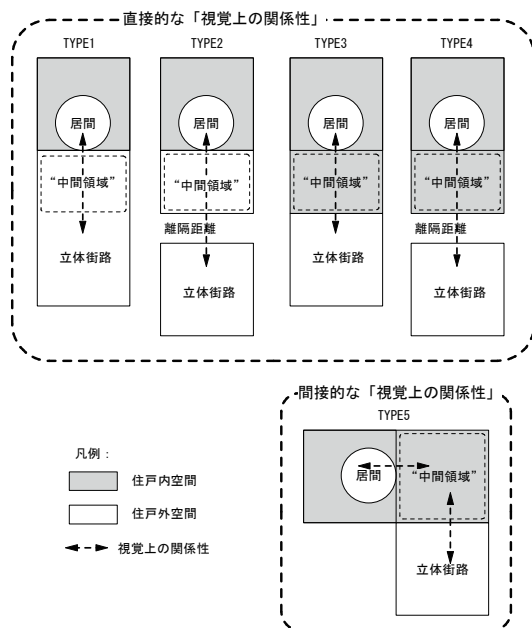 直接的な「視覚上の関係性」
TYPE1 TYPE2 TYPE3 TYPE4
居間 居間 居間 居間
“中間領域” “中間領域” “中間領域” “中間領域”
離隔距離 離隔距離
立体街路 立体街路
立体街路 立体街路
間接的な「視覚上の関係性」
TYPE5
居間 “中間領域”
立体街路
凡例：
住戸内空間
住戸外空間
視覚上の関係性